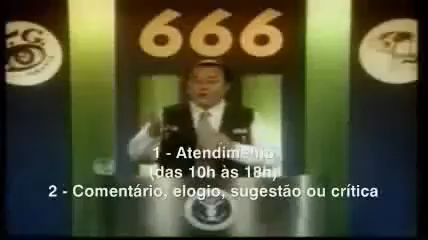 666
1 - Atendimento
(das 10h às 18h)
2 - Comentário, elogio, sugestão ou crítica